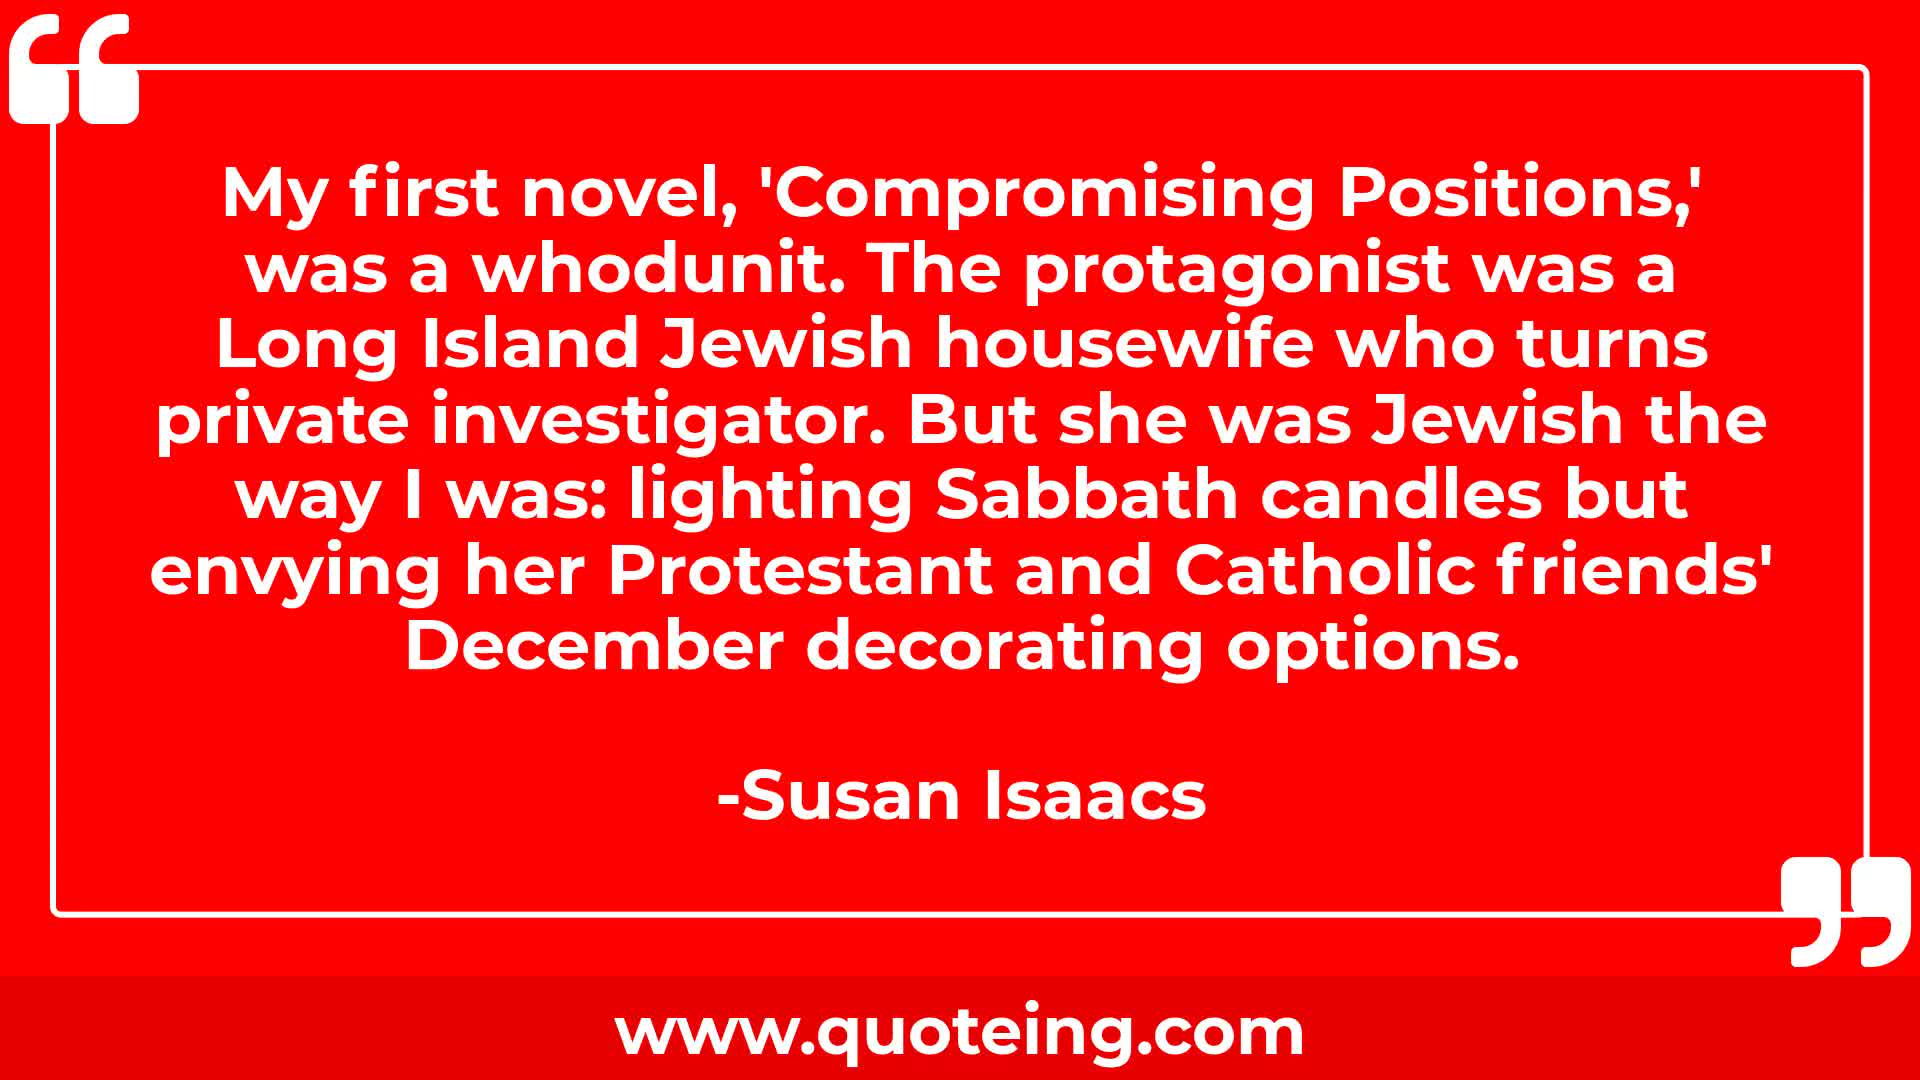 My first novel, 'Compromising Positions,'
was a whodunit. The protagonist was a
Long Island Jewish housewife who turns
private investigator. But she was Jewish the
way I was: lighting Sabbath candles but
envying her Protestant and Catholic friends'
December decorating options.
-Susan Isaacs
www.quoteing.com